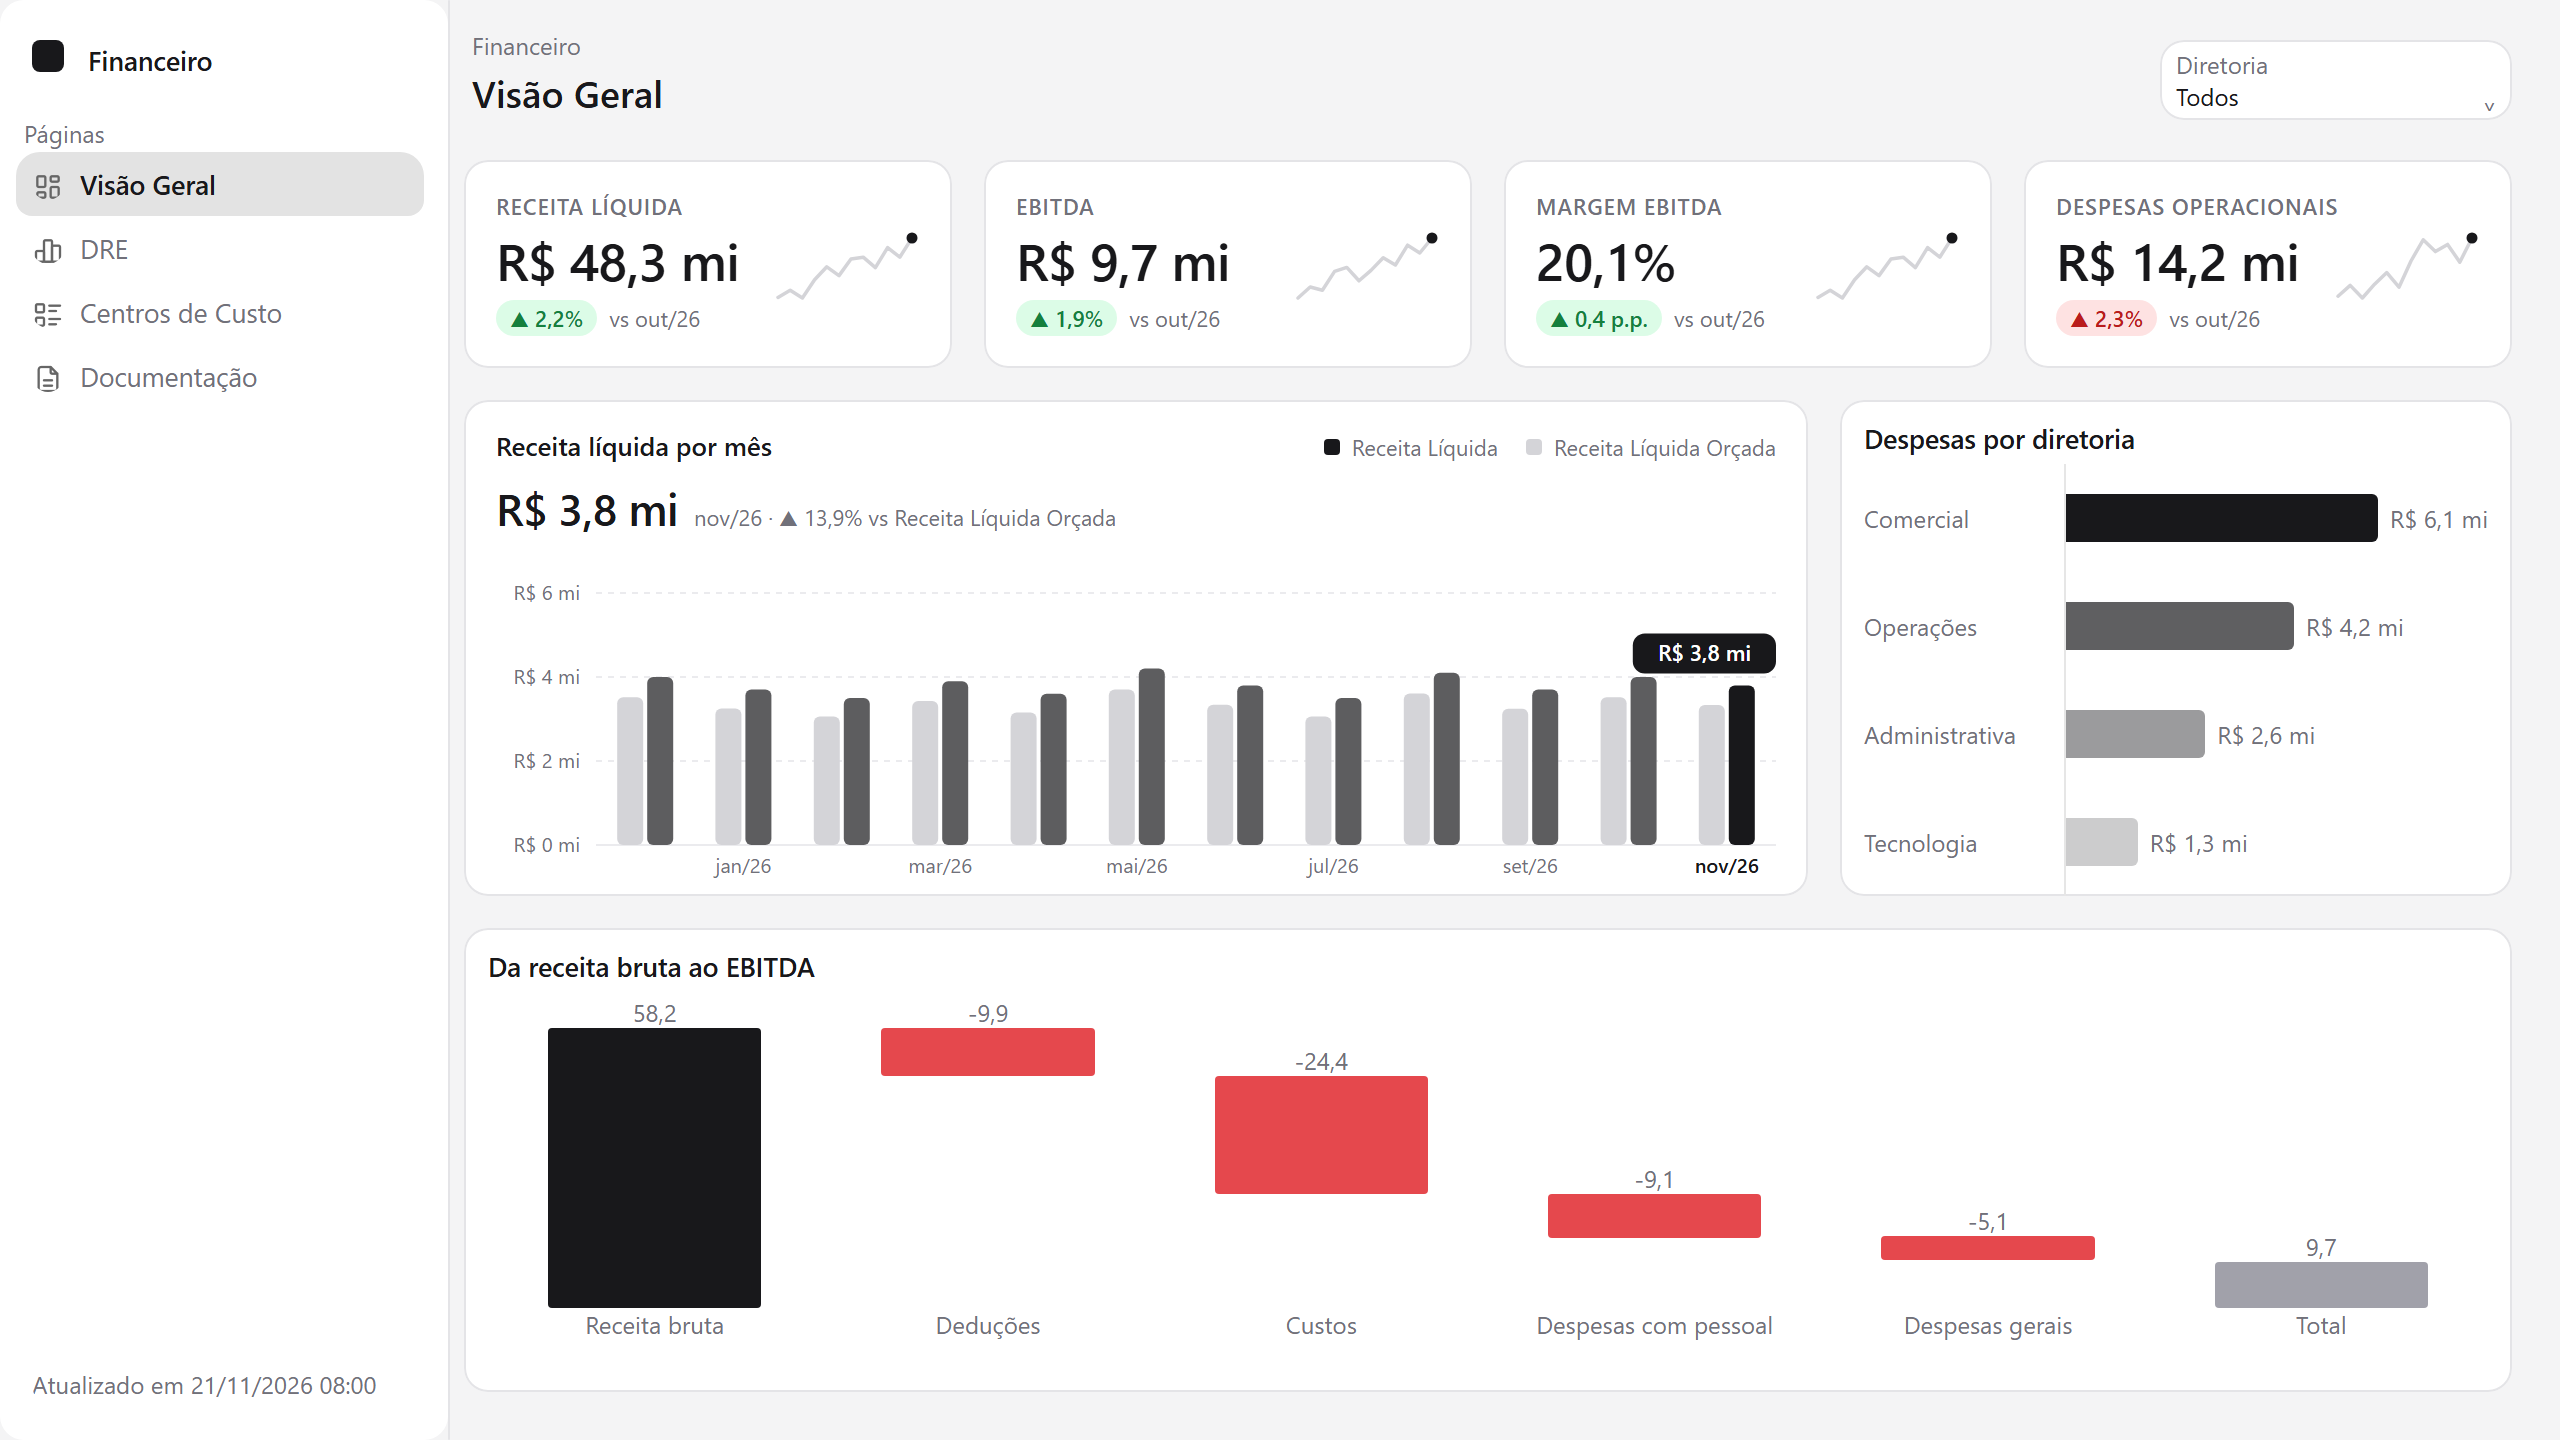 Financeiro
Páginas
Visão Geral
DRE
Centros de Custo
Documentação
Atualizado em 21/11/2026 08:00
Financeiro
Visão Geral
Diretoria
Todos
RECEITA LÍQUIDA
R$ 48,3 mi
▲ 2,2% vs out/26
EBITDA
R$ 9,7 mi
▲ 1,9% vs out/26
MARGEM EBITDA
20,1%
▲ 0,4 p.p. vs out/26
DESPESAS OPERACIONAIS
R$ 14,2 mi
▲ 2,3% vs out/26
Receita líquida por mês
Receita Líquida
Receita Líquida Orçada
R$ 3,8 mi nov/26 · ▲ 13,9% vs Receita Líquida Orçada
R$ 6 mi
R$ 4 mi
R$ 2 mi
R$ 0 mi
R$ 3,8 mi
jan/26
mar/26
mai/26
jul/26
set/26
nov/26
Despesas por diretoria
Comercial R$ 6,1 mi
Operações R$ 4,2 mi
Administrativa R$ 2,6 mi
Tecnologia R$ 1,3 mi
Da receita bruta ao EBITDA
58,2
-9,9
-24,4
-9,1
-5,1
9,7
Receita bruta
Deduções
Custos
Despesas com pessoal
Despesas gerais
Total